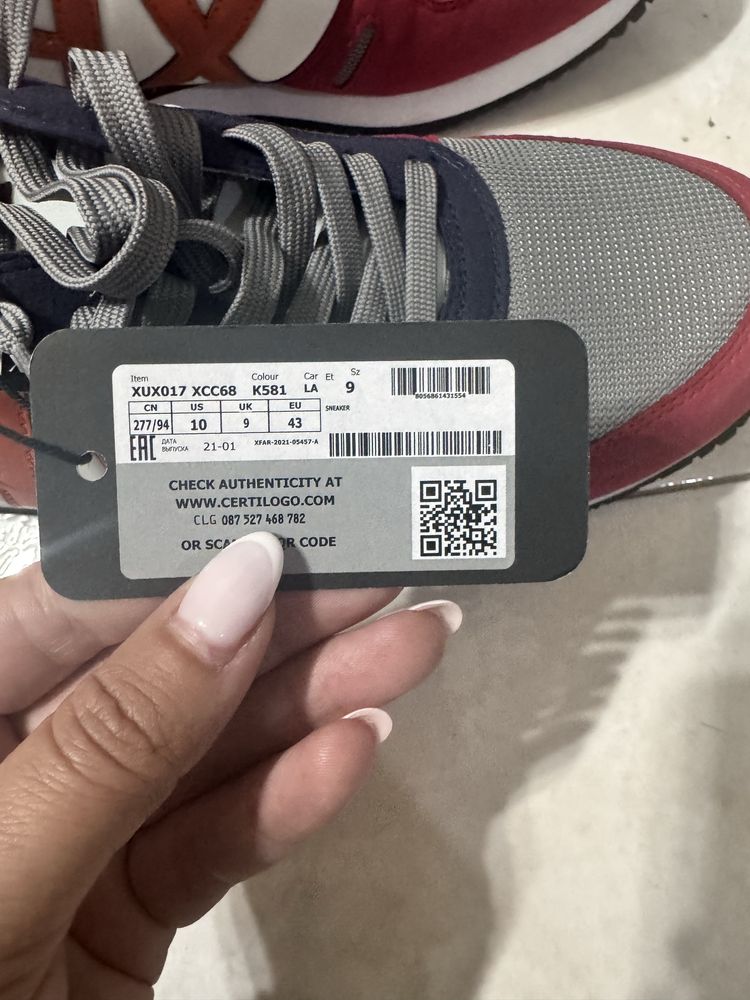 AX
Item Colour Car Et Sz
XUX017 XCC68 K581 LA 9
CN US UK EU SNEAKER
277/94 10 9 43
8056861431554
EAC ДАТА ВЫПУСКА 21-01 XFAR-2021-05457-A
CHECK AUTHENTICITY AT
WWW.CERTILOGO.COM
CLG 087 527 468 782
OR CODE